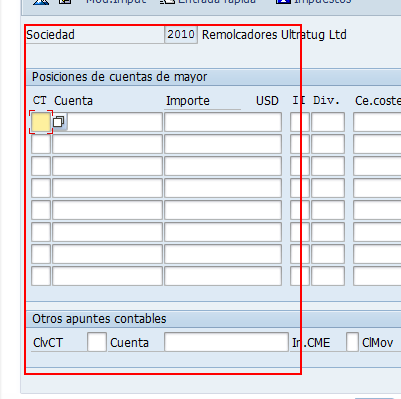 Mod.Imput Entrada rápida Impuestos
Sociedad 2010 Remolcadores Ultratug Ltd
Posiciones de cuentas de mayor
CT Cuenta Importe USD II Div. Ce.coste
Otros apuntes contables
ClvCT Cuenta In.CME ClMov